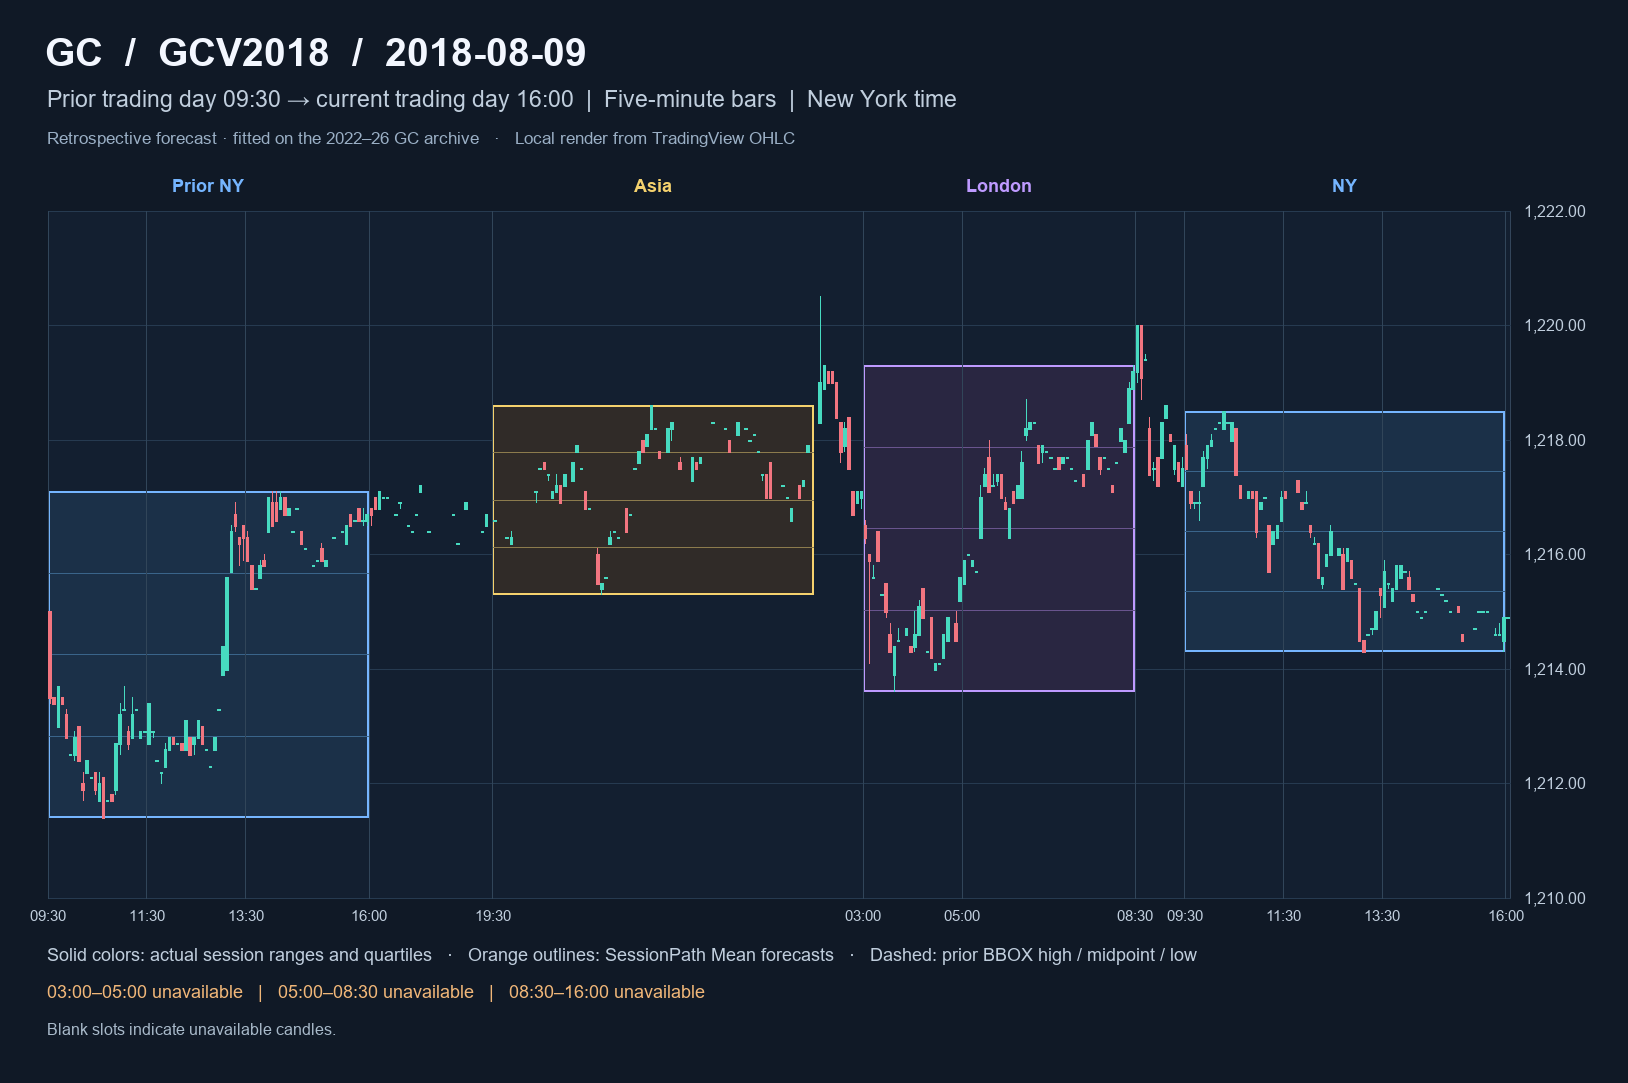 GC / GCV2018 / 2018-08-09
Prior trading day 09:30 → current trading day 16:00 | Five-minute bars | New York time
Retrospective forecast · fitted on the 2022–26 GC archive · Local render from TradingView OHLC
Prior NY Asia London NY
1,222.00
1,220.00
1,218.00
1,216.00
1,214.00
1,212.00
1,210.00
09:30 11:30 13:30 16:00 19:30 03:00 05:00 08:30 09:30 11:30 13:30 16:00
Solid colors: actual session ranges and quartiles · Orange outlines: SessionPath Mean forecasts · Dashed: prior BBOX high / midpoint / low
03:00–05:00 unavailable | 05:00–08:30 unavailable | 08:30–16:00 unavailable
Blank slots indicate unavailable candles.